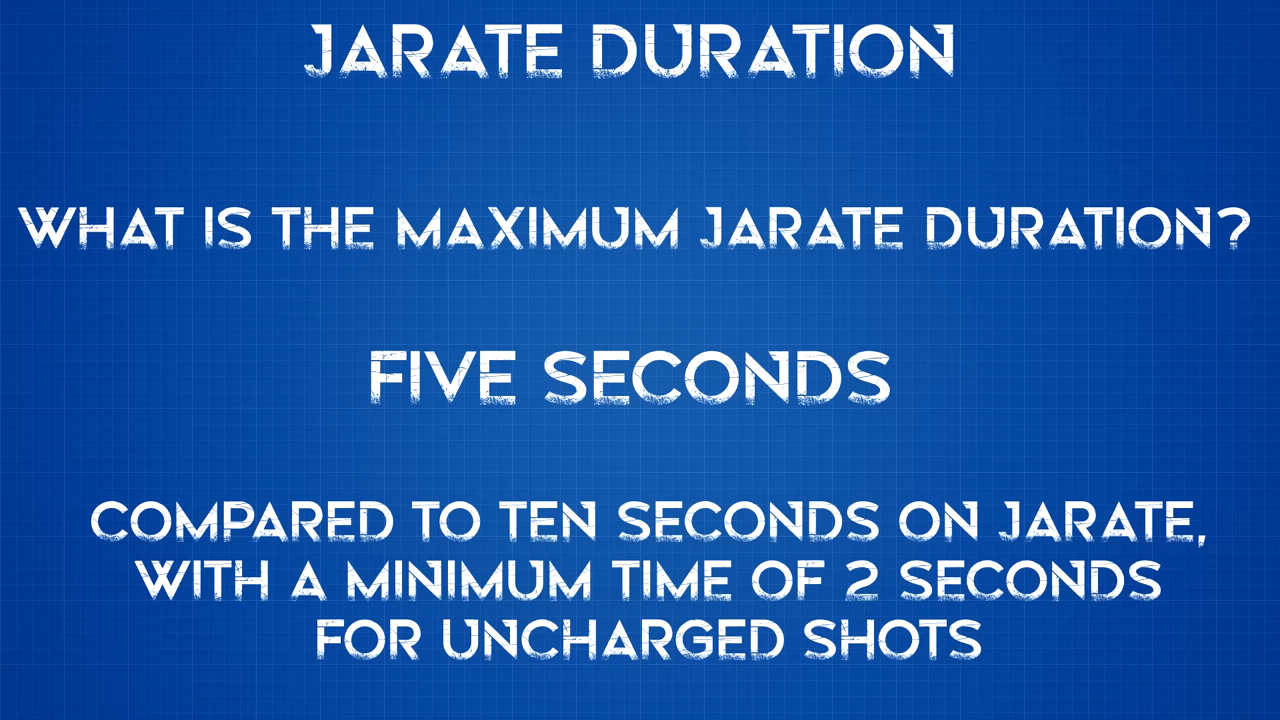 JARATE DURATION
WHAT IS THE MAXIMUM JARATE DURATION?
FIVE SECONDS
COMPARED TO TEN SECONDS ON JARATE,
WITH A MINIMUM TIME OF 2 SECONDS
FOR UNCHARGED SHOTS